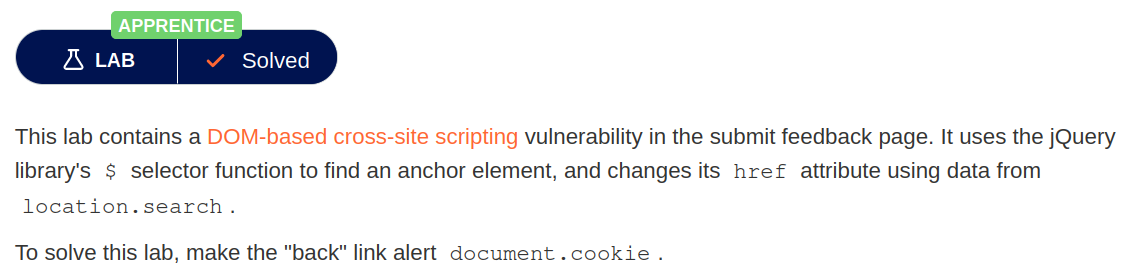 APPRENTICE
LAB Solved
This lab contains a DOM-based cross-site scripting vulnerability in the submit feedback page. It uses the jQuery
library's $ selector function to find an anchor element, and changes its href attribute using data from
location.search.
To solve this lab, make the "back" link alert document.cookie.